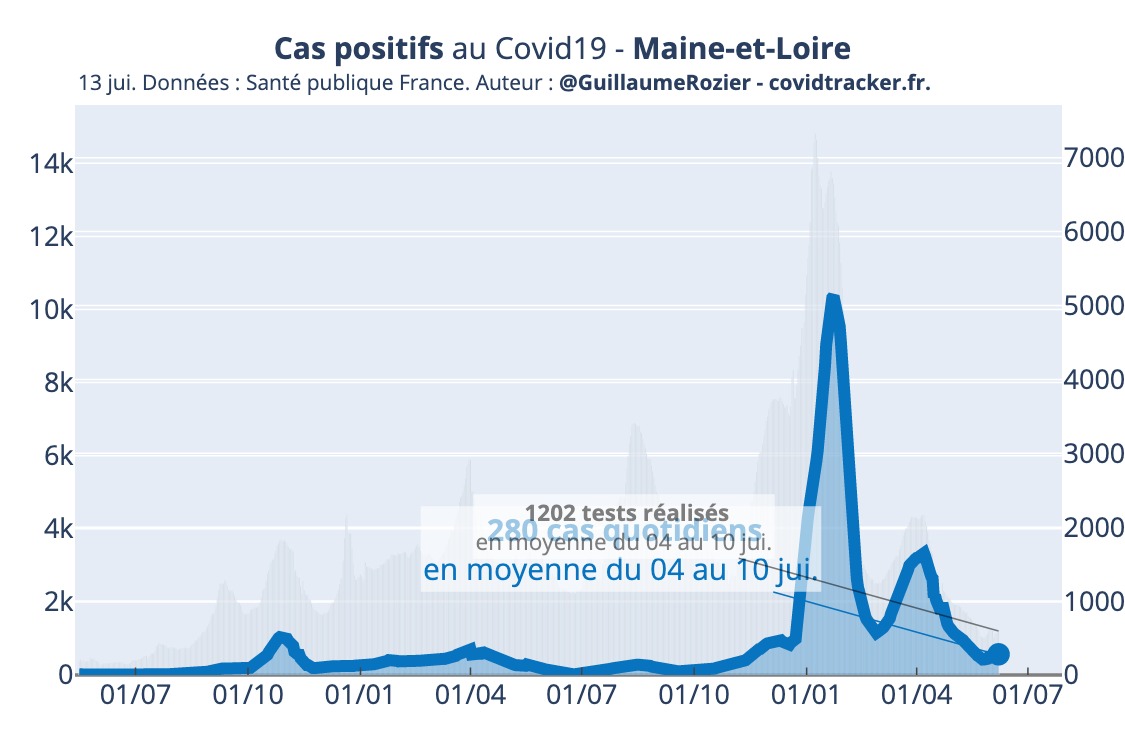 Cas positifs au Covid19 - Maine-et-Loire
13 jui. Données : Santé publique France. Auteur : @GuillaumeRozier - covidtracker.fr.
14k
12k
10k
8k
6k
4k
2k
0
7000
6000
5000
4000
3000
2000
1000
0
1202 tests réalisés
en moyenne du 04 au 10 jui.
280 cas quotidiens
en moyenne du 04 au 10 jui.
01/07 01/10 01/01 01/04 01/07 01/10 01/01 01/04 01/07